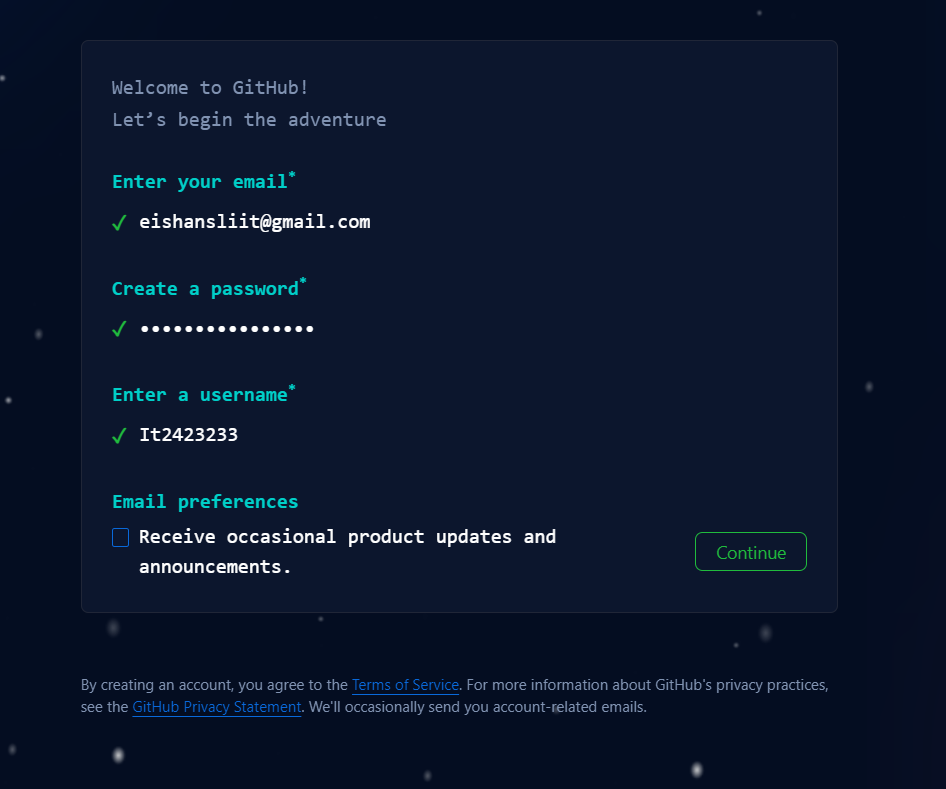 Welcome to GitHub!
Let’s begin the adventure
Enter your email*
✓ eishansliit@gmail.com
Create a password*
✓ ••••••••••••••••
Enter a username*
✓ It2423233
Email preferences
Receive occasional product updates and
announcements.
Continue
By creating an account, you agree to the Terms of Service. For more information about GitHub's privacy practices,
see the GitHub Privacy Statement. We'll occasionally send you account-related emails.